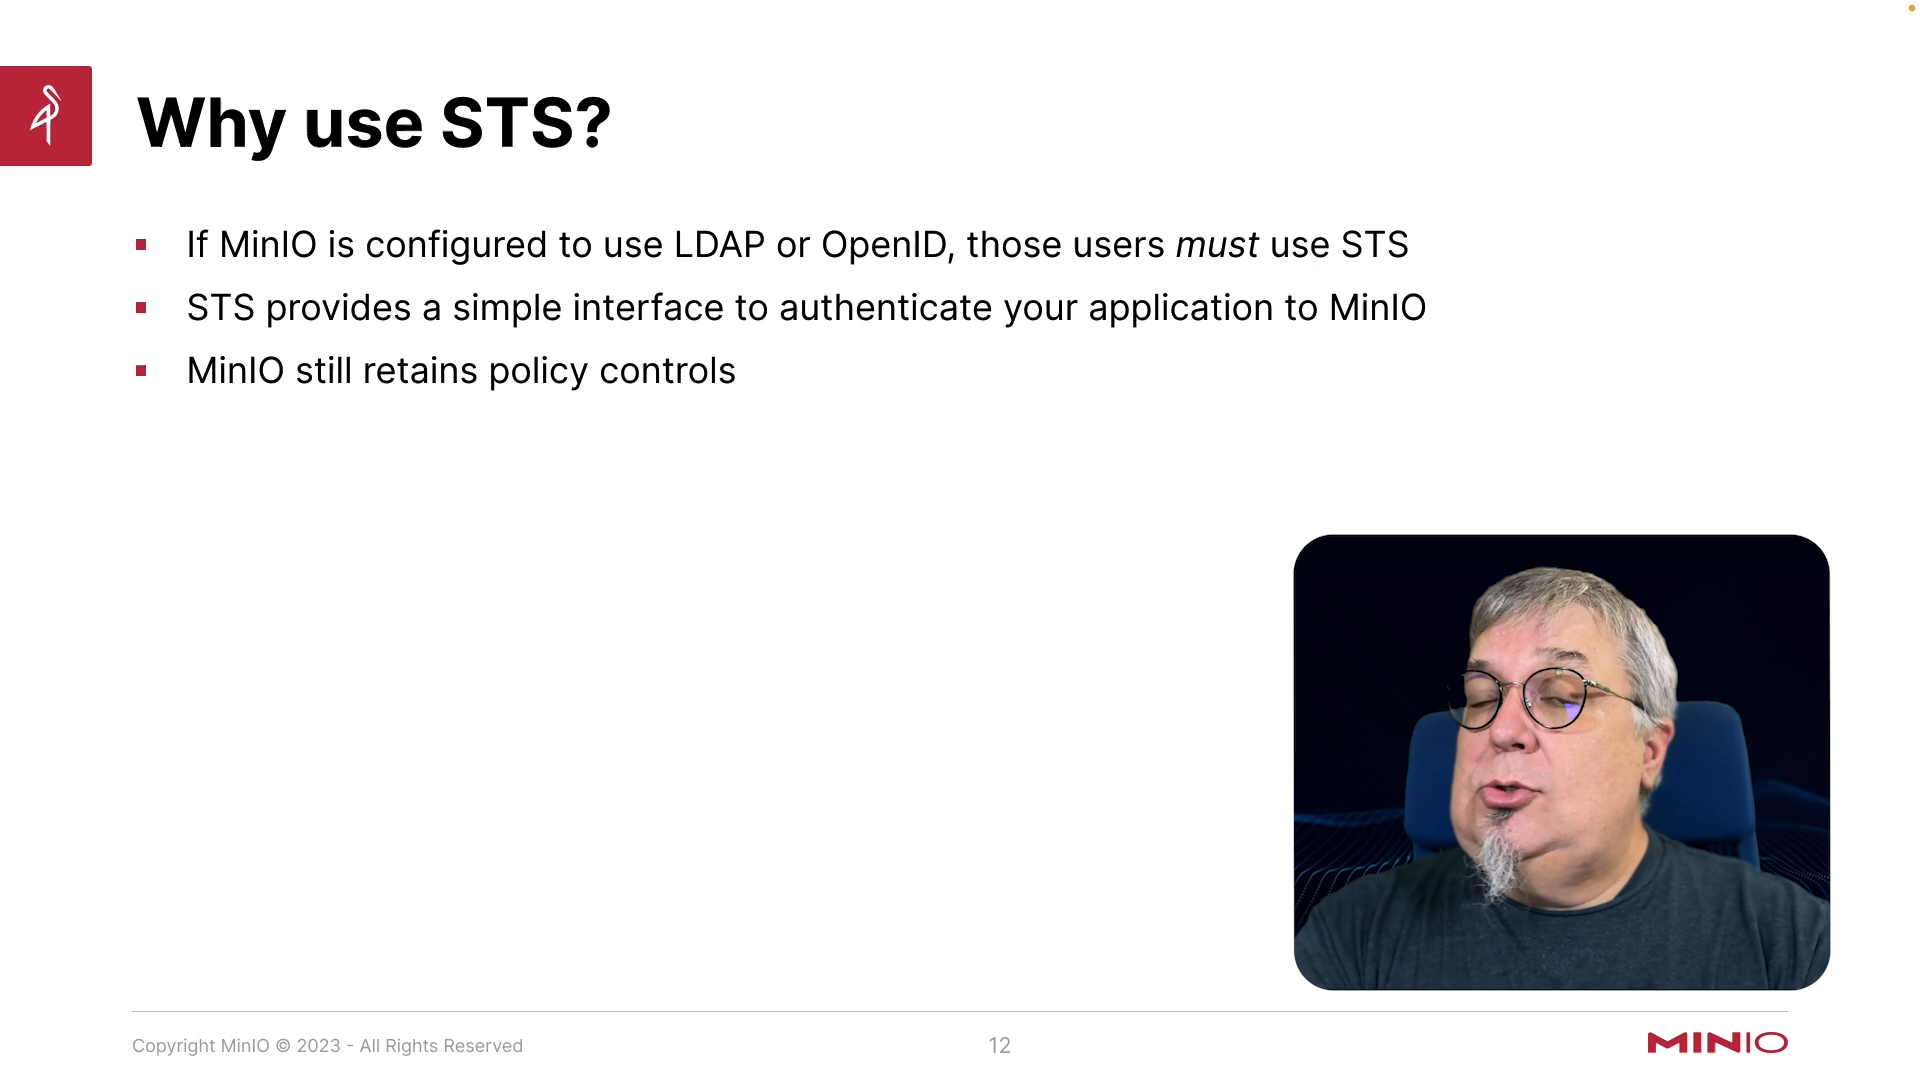 Why use STS?
If MinIO is configured to use LDAP or OpenID, those users must use STS
STS provides a simple interface to authenticate your application to MinIO
MinIO still retains policy controls
Copyright MinIO © 2023 - All Rights Reserved
12
MINIO